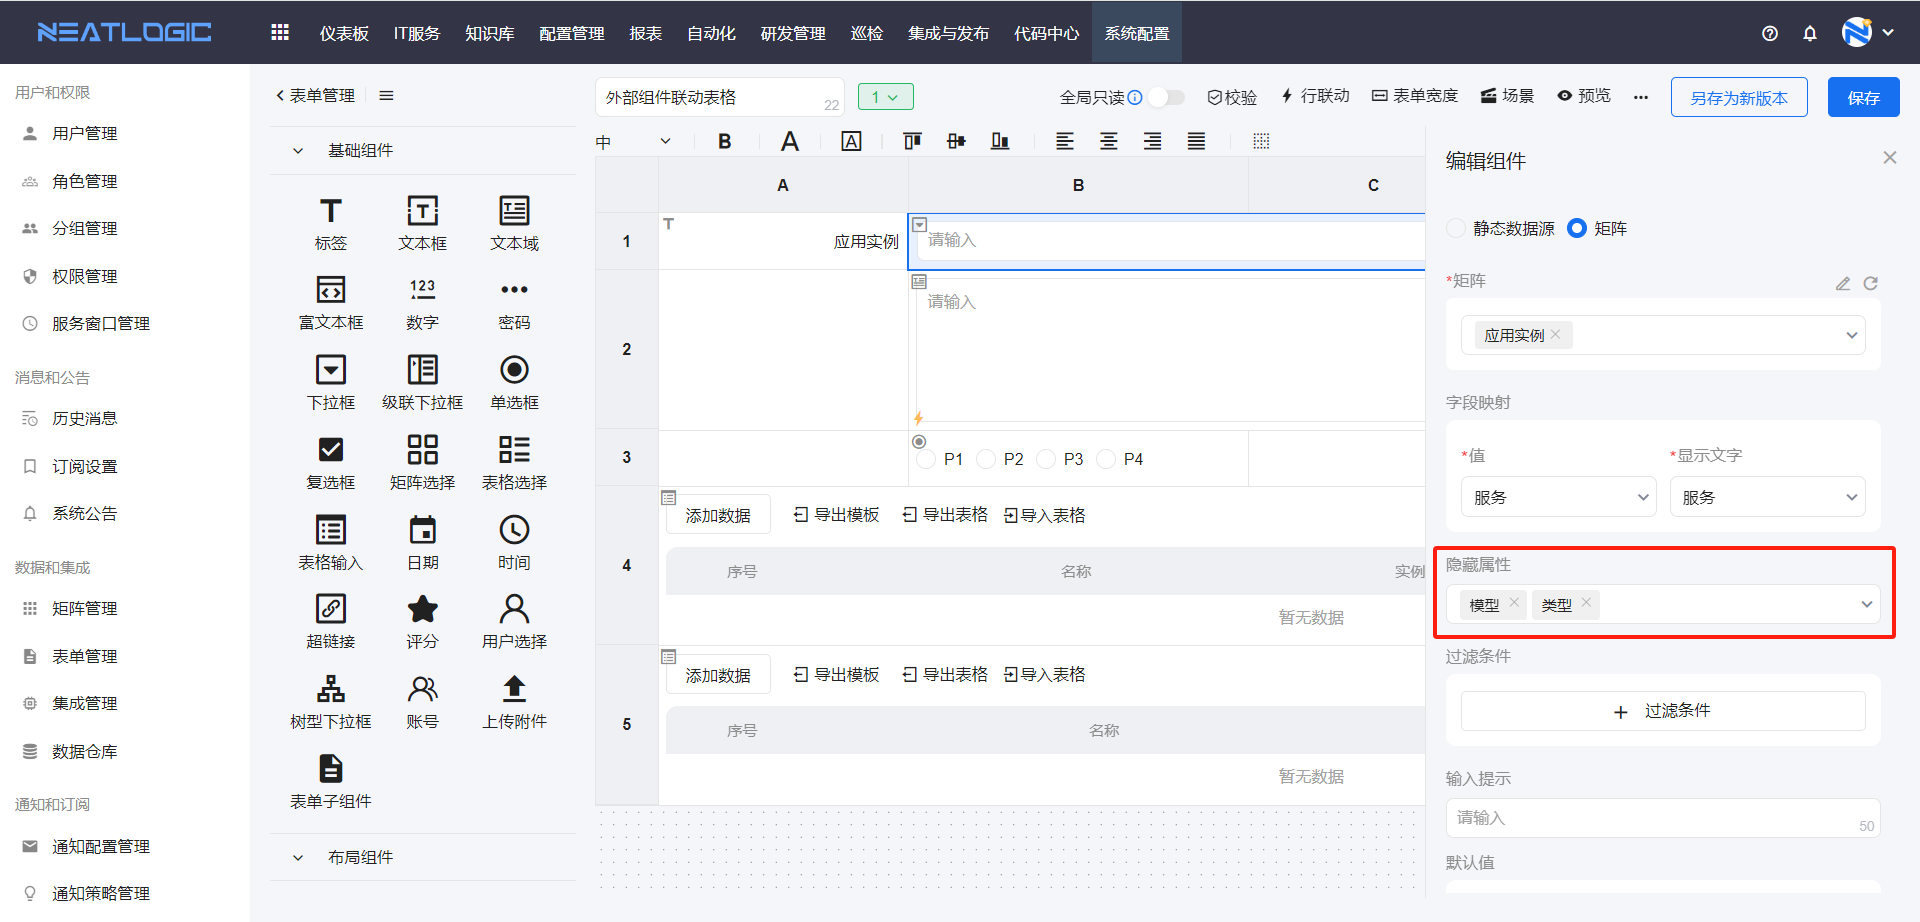 NEATLOGIC 仪表板 IT服务 知识库 配置管理 报表 自动化 研发管理 巡检 集成与发布 代码中心 系统配置
用户和权限
用户管理
角色管理
分组管理
权限管理
服务窗口管理
消息和公告
历史消息
订阅设置
系统公告
数据和集成
矩阵管理
表单管理
集成管理
数据仓库
通知和订阅
通知配置管理
通知策略管理
表单管理
基础组件
标签 文本框 文本域
富文本框 数字 密码
下拉框 级联下拉框 单选框
复选框 矩阵选择 表格选择
表格输入 日期 时间
超链接 评分 用户选择
树型下拉框 账号 上传附件
表单子组件
布局组件
外部组件联动表格 22 1 全局只读 校验 行联动 表单宽度 场景 预览 另存为新版本 保存
中 B A A
A B C
1 应用实例 请输入
2 请输入
3 P1 P2 P3 P4
4 添加数据 导出模板 导出表格 导入表格
序号 名称 实例
暂无数据
5 添加数据 导出模板 导出表格 导入表格
序号 名称
暂无数据
编辑组件
静态数据源 矩阵
*矩阵
应用实例
字段映射
*值 *显示文字
服务 服务
隐藏属性
模型 类型
过滤条件
过滤条件
输入提示
请输入 50
默认值